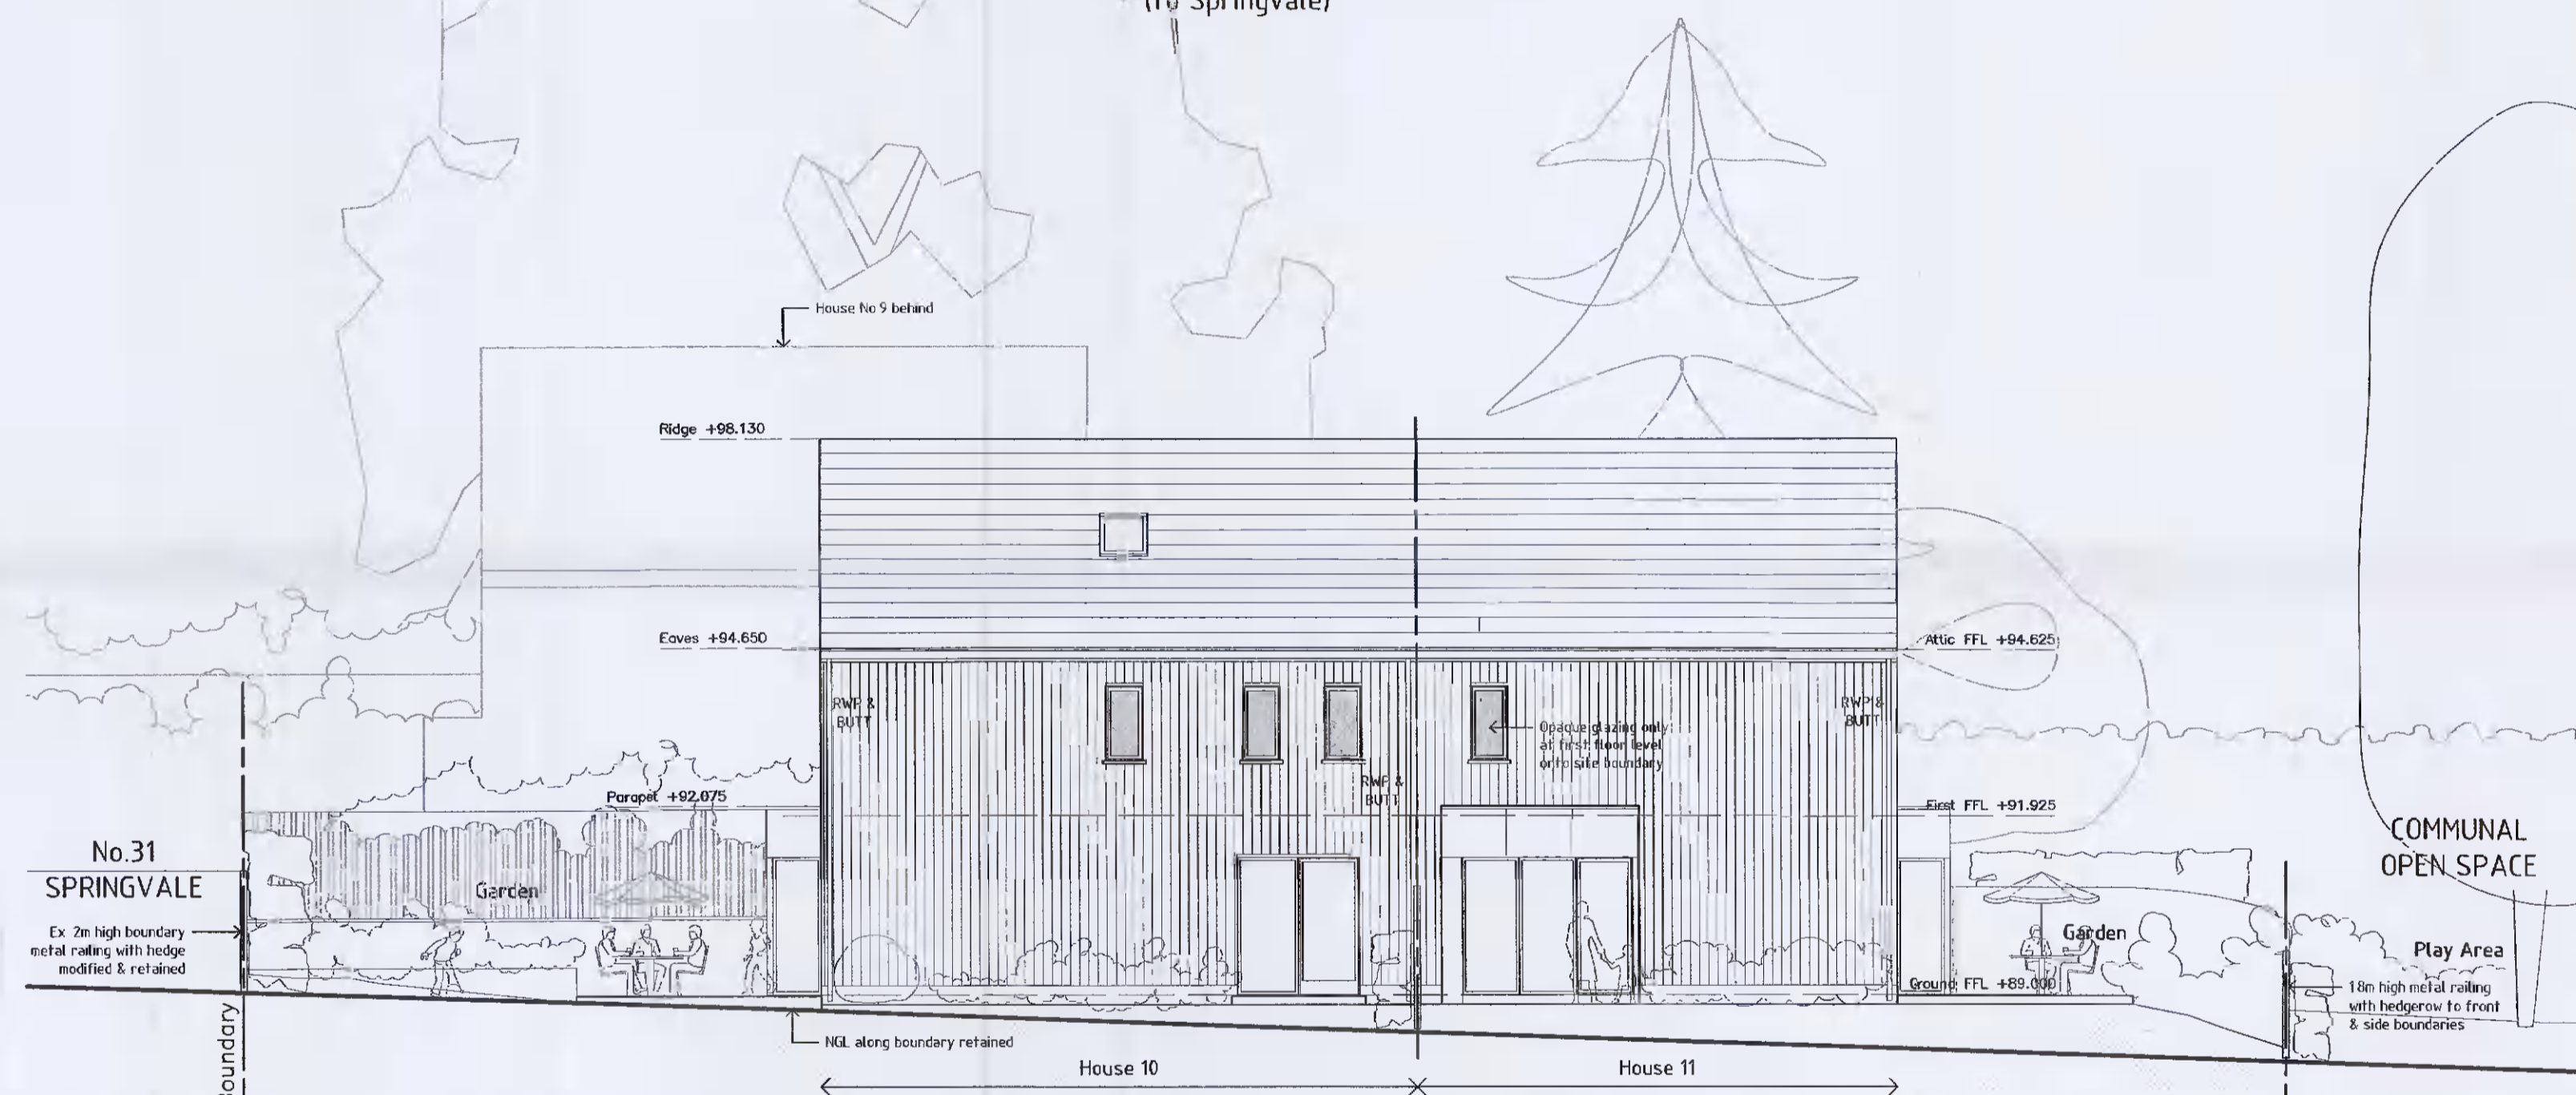 (To Springvale)
House No 9 behind
Ridge +98.130
Eaves +94.650
Attic FFL +94.625
RWP &
BUTT
RWP &
BUTT
Opaque glazing only
at first floor level
or to site boundary
RWP &
BUTT
Parapet +92.075
First FFL +91.925
No.31
SPRINGVALE
COMMUNAL
OPEN SPACE
Garden
Garden
Ex 2m high boundary
metal railing with hedge
modified & retained
Play Area
Ground FFL +89.000
18m high metal railing
with hedgerow to front
& side boundaries
NGL along boundary retained
Boundary
House 10
House 11